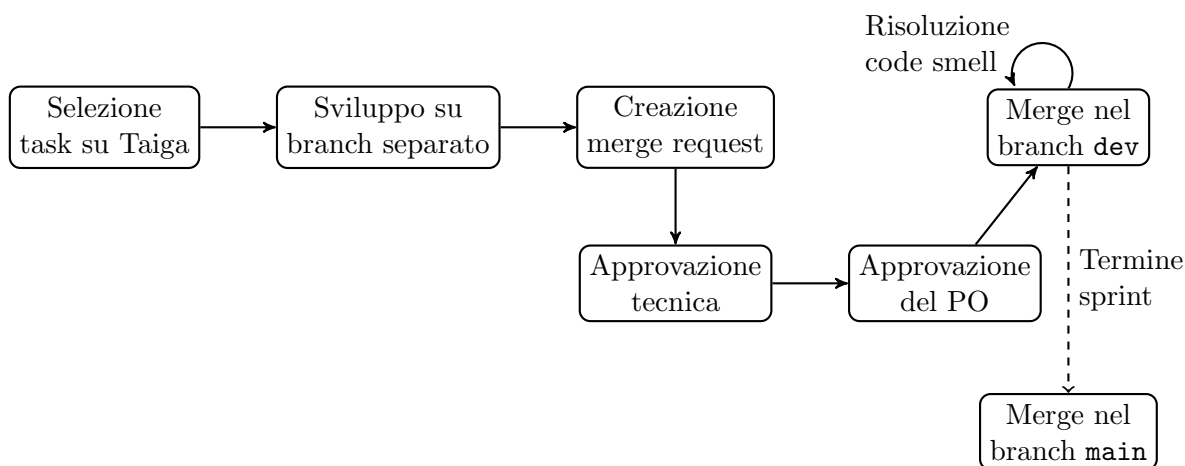 Risoluzione
code smell
Selezione
task su Taiga
Sviluppo su
branch separato
Creazione
merge request
Merge nel
branch dev
Approvazione
tecnica
Approvazione
del PO
Termine
sprint
Merge nel
branch main